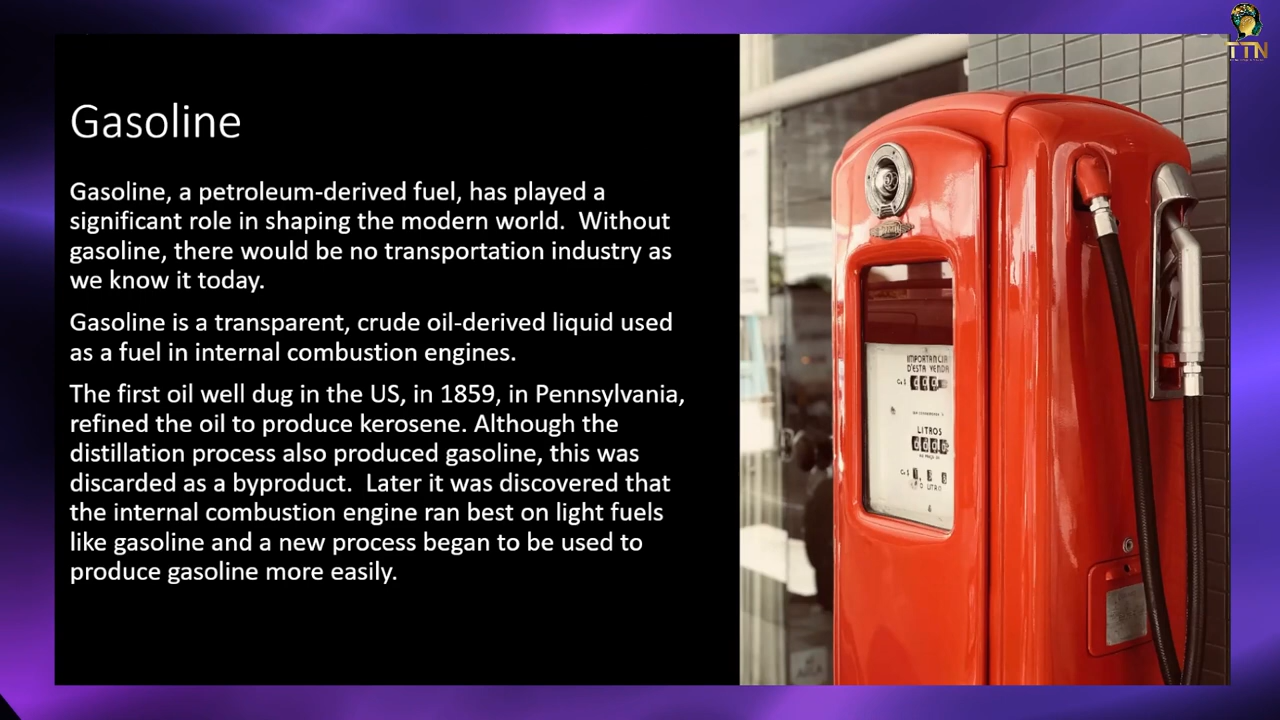 TTN
Gasoline
Gasoline, a petroleum-derived fuel, has played a
significant role in shaping the modern world.  Without
gasoline, there would be no transportation industry as
we know it today.
Gasoline is a transparent, crude oil-derived liquid used
as a fuel in internal combustion engines.
The first oil well dug in the US, in 1859, in Pennsylvania,
refined the oil to produce kerosene. Although the
distillation process also produced gasoline, this was
discarded as a byproduct.  Later it was discovered that
the internal combustion engine ran best on light fuels
like gasoline and a new process began to be used to
produce gasoline more easily.
IMPORTANCIA
D'ESTA VENDA
LITROS